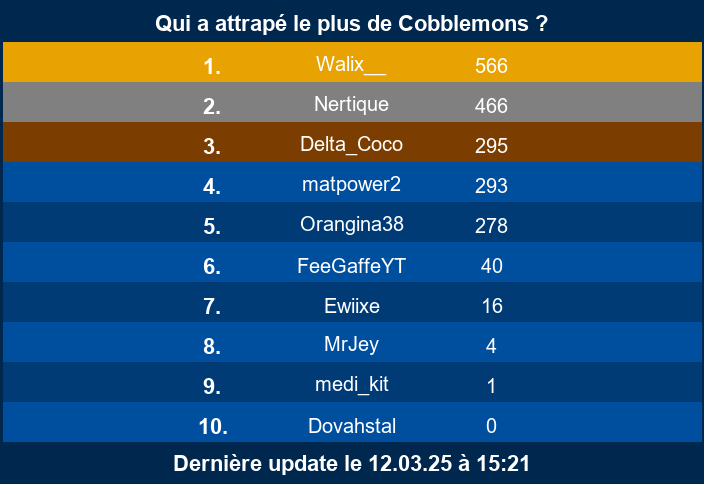 Qui a attrapé le plus de Cobblemons ?
1. Walix__ 566
2. Nertique 466
3. Delta_Coco 295
4. matpower2 293
5. Orangina38 278
6. FeeGaffeYT 40
7. Ewiixe 16
8. MrJey 4
9. medi_kit 1
10. Dovahstal 0
Dernière update le 12.03.25 à 15:21